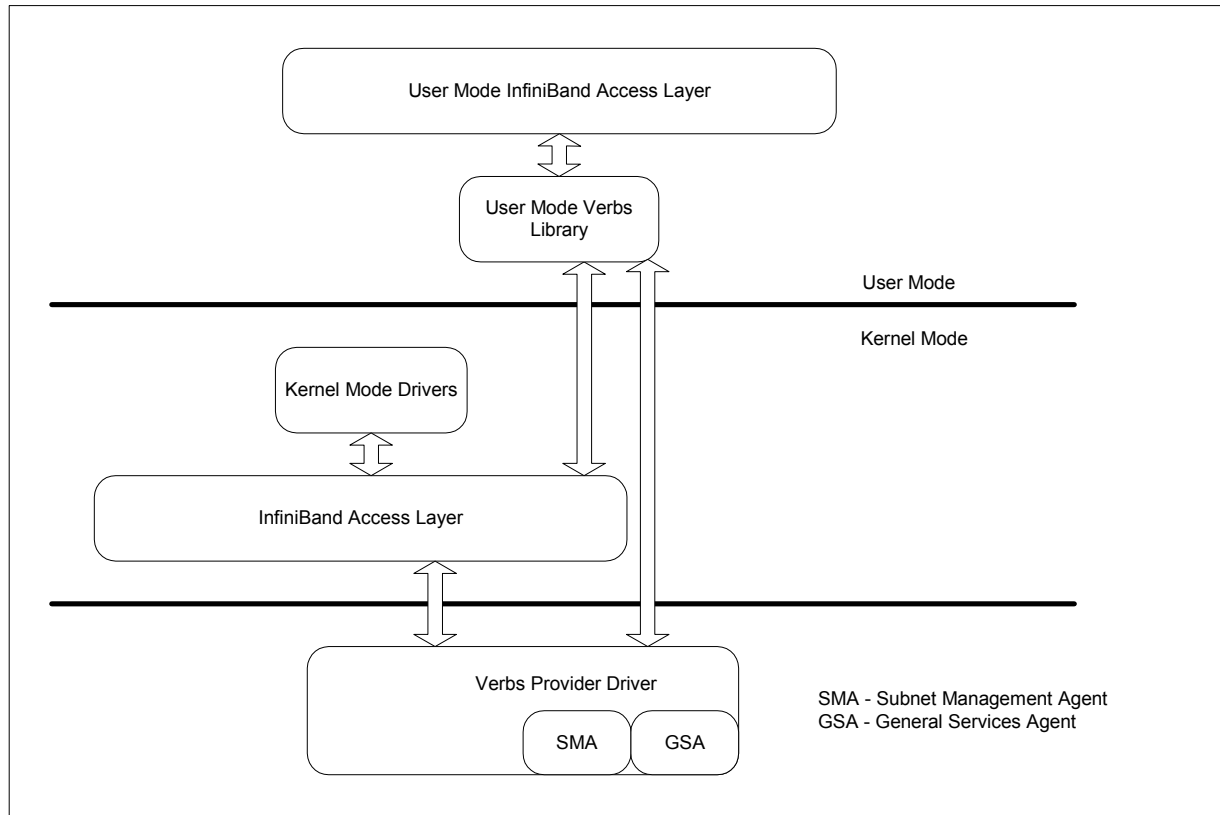 User Mode InfiniBand Access Layer
User Mode Verbs
Library
User Mode
Kernel Mode
Kernel Mode Drivers
InfiniBand Access Layer
Verbs Provider Driver
SMA
GSA
SMA - Subnet Management Agent
GSA - General Services Agent